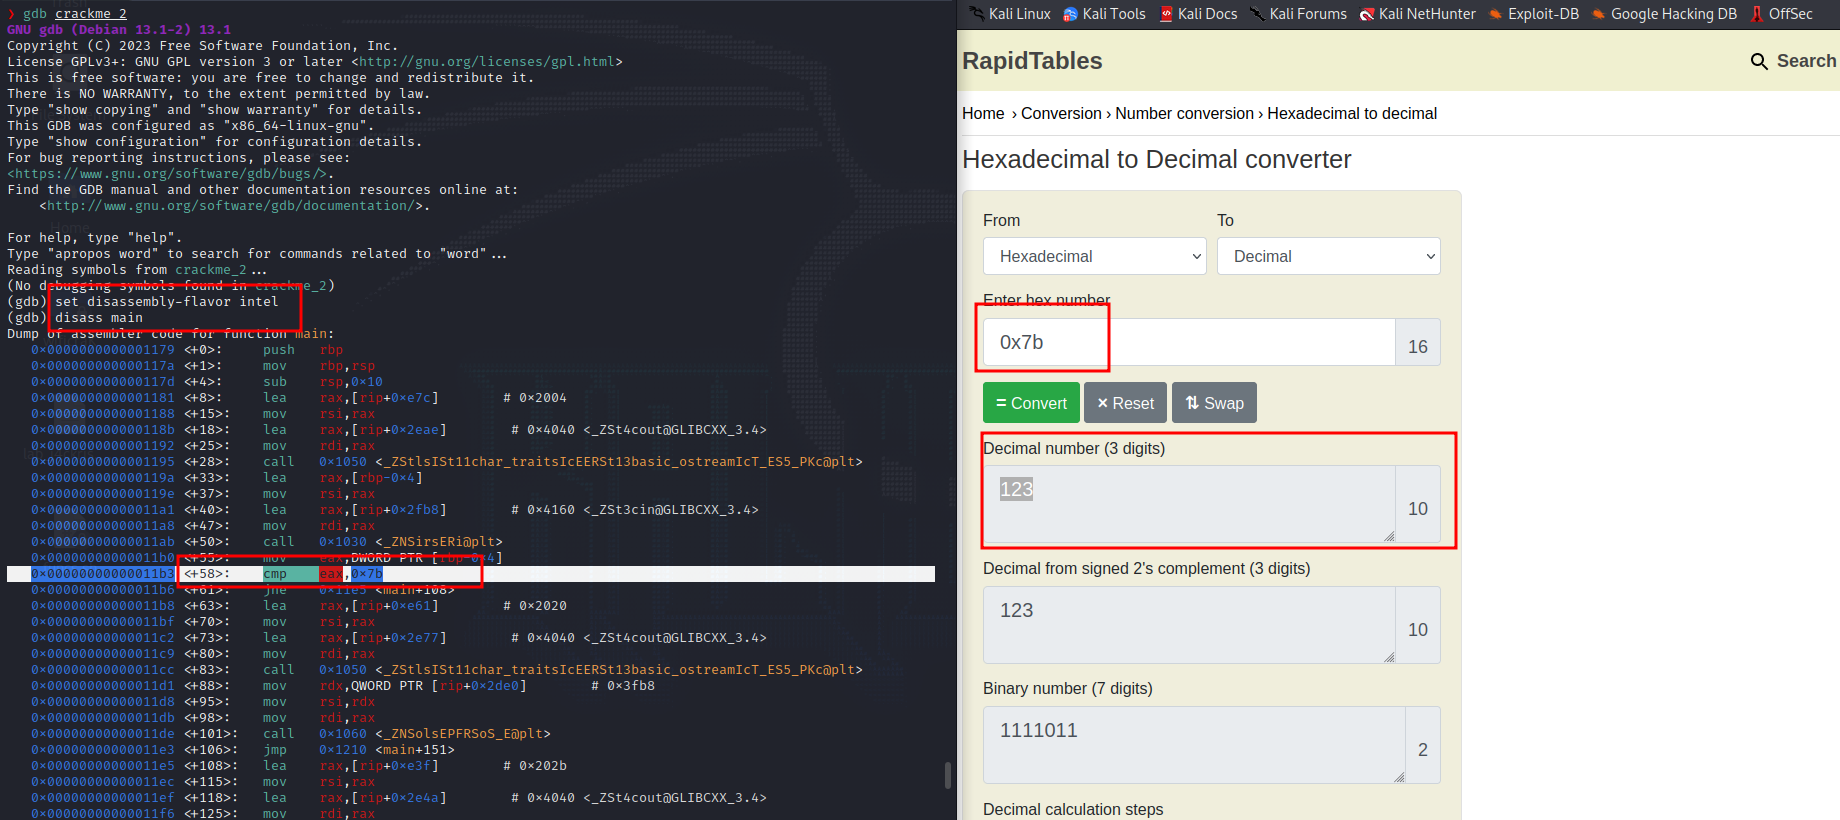 ❯ gdb crackme_2
GNU gdb (Debian 13.1-2) 13.1
Copyright (C) 2023 Free Software Foundation, Inc.
License GPLv3+: GNU GPL version 3 or later <http://gnu.org/licenses/gpl.html>
This is free software: you are free to change and redistribute it.
There is NO WARRANTY, to the extent permitted by law.
Type "show copying" and "show warranty" for details.
This GDB was configured as "x86_64-linux-gnu".
Type "show configuration" for configuration details.
For bug reporting instructions, please see:
<https://www.gnu.org/software/gdb/bugs/>.
Find the GDB manual and other documentation resources online at:
    <http://www.gnu.org/software/gdb/documentation/>.
For help, type "help".
Type "apropos word" to search for commands related to "word"...
Reading symbols from crackme_2...
(No debugging symbols found in crackme_2)
(gdb) set disassembly-flavor intel
(gdb) disass main
Dump of assembler code for function main:
0x0000000000001179 <+0>: push rbp
0x000000000000117a <+1>: mov rbp,rsp
0x000000000000117d <+4>: sub rsp,0x10
0x0000000000001181 <+8>: lea rax,[rip+0xe7c] # 0x2004
0x0000000000001188 <+15>: mov rsi,rax
0x000000000000118b <+18>: lea rax,[rip+0x2eae] # 0x4040 <_ZSt4cout@GLIBCXX_3.4>
0x0000000000001192 <+25>: mov rdi,rax
0x0000000000001195 <+28>: call 0x1050 <_ZStlsISt11char_traitsIcEERSt13basic_ostreamIcT_ES5_PKc@plt>
0x000000000000119a <+33>: lea rax,[rbp-0x4]
0x000000000000119e <+37>: mov rsi,rax
0x00000000000011a1 <+40>: lea rax,[rip+0x2fb8] # 0x4160 <_ZSt3cin@GLIBCXX_3.4>
0x00000000000011a8 <+47>: mov rdi,rax
0x00000000000011ab <+50>: call 0x1030 <_ZNSirsERi@plt>
0x00000000000011b0 <+55>: mov eax,DWORD PTR [rbp-0x4]
0x00000000000011b3 <+58>: cmp eax,0x7b
0x00000000000011b6 <+61>: jne 0x11e5 <main+108>
0x00000000000011b8 <+63>: lea rax,[rip+0xe61] # 0x2020
0x00000000000011bf <+70>: mov rsi,rax
0x00000000000011c2 <+73>: lea rax,[rip+0x2e77] # 0x4040 <_ZSt4cout@GLIBCXX_3.4>
0x00000000000011c9 <+80>: mov rdi,rax
0x00000000000011cc <+83>: call 0x1050 <_ZStlsISt11char_traitsIcEERSt13basic_ostreamIcT_ES5_PKc@plt>
0x00000000000011d1 <+88>: mov rdx,QWORD PTR [rip+0x2de0] # 0x3fb8
0x00000000000011d8 <+95>: mov rsi,rdx
0x00000000000011db <+98>: mov rdi,rax
0x00000000000011de <+101>: call 0x1060 <_ZNSolsEPFRSoS_E@plt>
0x00000000000011e3 <+106>: jmp 0x1210 <main+151>
0x00000000000011e5 <+108>: lea rax,[rip+0xe3f] # 0x202b
0x00000000000011ec <+115>: mov rsi,rax
0x00000000000011ef <+118>: lea rax,[rip+0x2e4a] # 0x4040 <_ZSt4cout@GLIBCXX_3.4>
0x00000000000011f6 <+125>: mov rdi,rax
Kali Linux Kali Tools Kali Docs Kali Forums Kali NetHunter Exploit-DB Google Hacking DB OffSec
RapidTables Search
Home › Conversion › Number conversion › Hexadecimal to decimal
Hexadecimal to Decimal converter
From To
Hexadecimal Decimal
Enter hex number
0x7b 16
= Convert × Reset ⇅ Swap
Decimal number (3 digits)
123
10
Decimal from signed 2's complement (3 digits)
123
10
Binary number (7 digits)
1111011
2
Decimal calculation steps